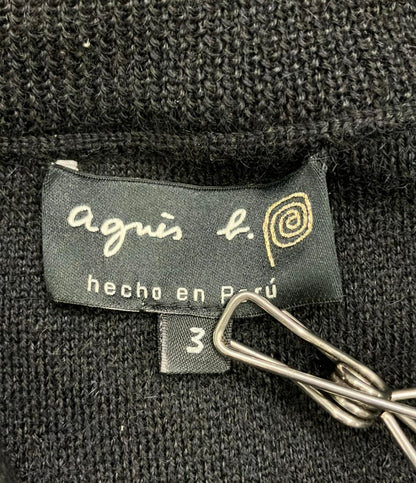 agnès b.
hecho en Perú
3